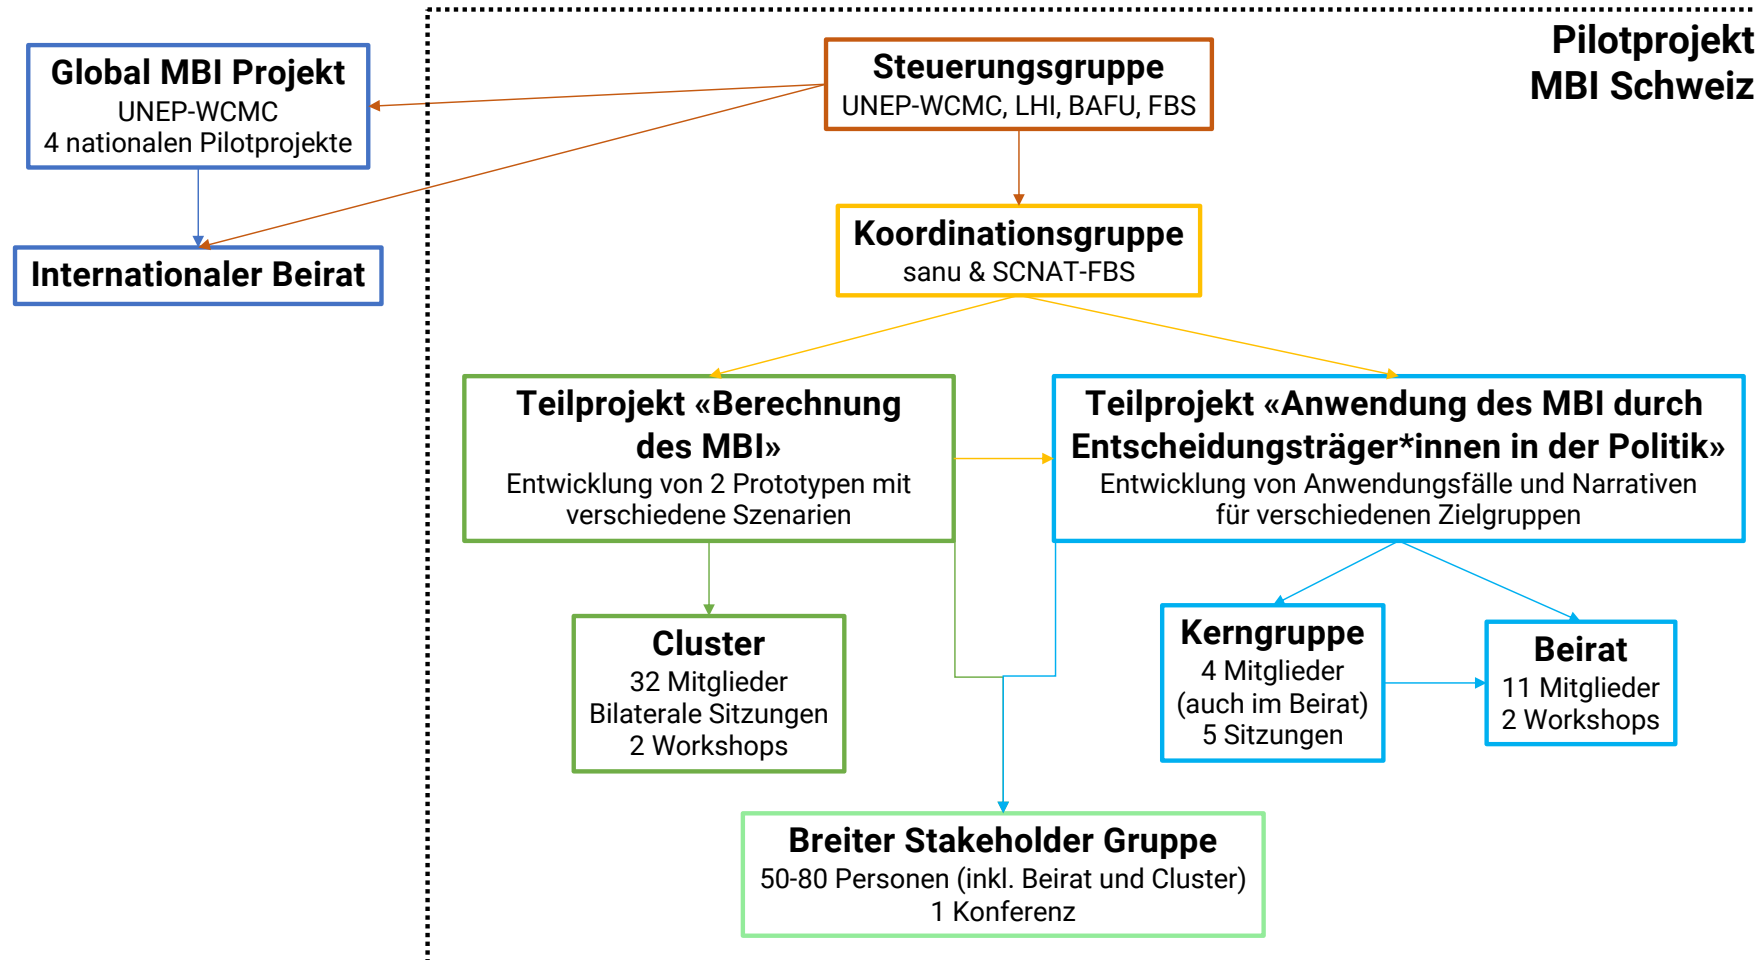 Pilotprojekt
MBI Schweiz
Global MBI Projekt
UNEP-WCMC
4 nationalen Pilotprojekte
Steuerungsgruppe
UNEP-WCMC, LHI, BAFU, FBS
Internationaler Beirat
Koordinationsgruppe
sanu & SCNAT-FBS
Teilprojekt «Berechnung
des MBI»
Entwicklung von 2 Prototypen mit
verschiedene Szenarien
Teilprojekt «Anwendung des MBI durch
Entscheidungsträger*innen in der Politik»
Entwicklung von Anwendungsfälle und Narrativen
für verschiedenen Zielgruppen
Cluster
32 Mitglieder
Bilaterale Sitzungen
2 Workshops
Kerngruppe
4 Mitglieder
(auch im Beirat)
5 Sitzungen
Beirat
11 Mitglieder
2 Workshops
Breiter Stakeholder Gruppe
50-80 Personen (inkl. Beirat und Cluster)
1 Konferenz